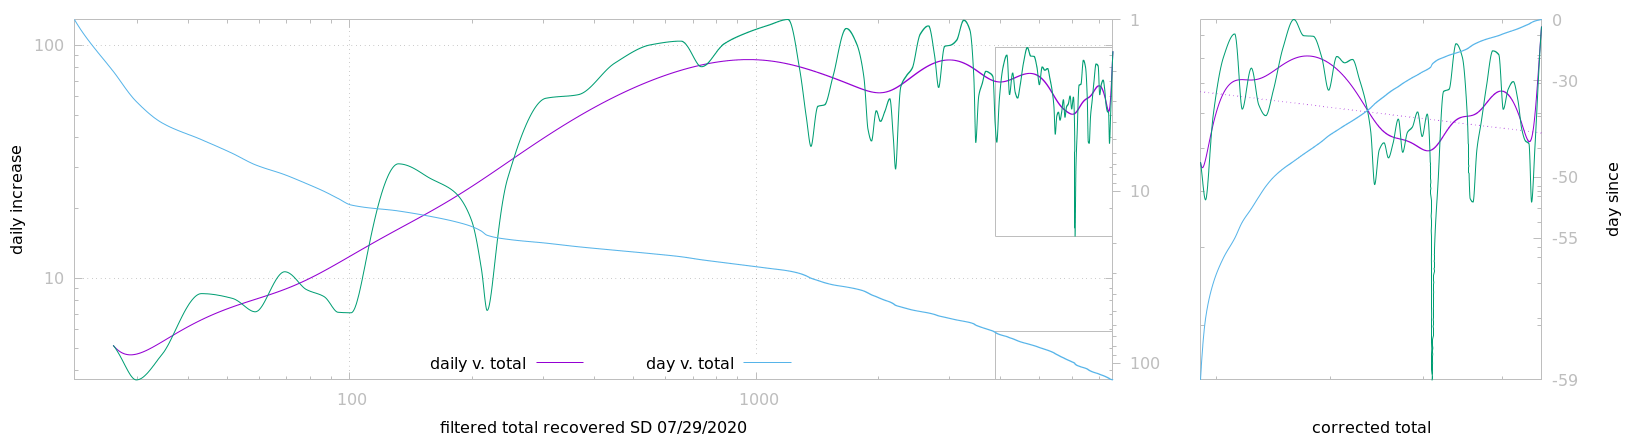 100
10
daily increase
daily v. total
day v. total
100
1000
filtered total recovered SD 07/29/2020
1
10
100
0
-30
-50
-55
-59
day since
corrected total